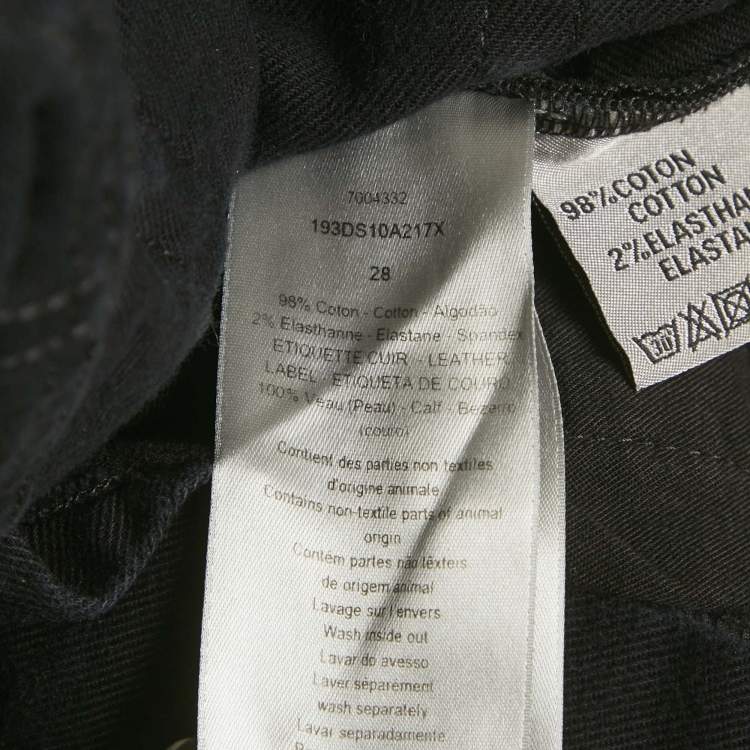 7004332
193DS10A217X
28
98% Coton - Cotton - Algodão
2% Elasthanne - Elastane - Spandex
ETIQUETTE CUIR - LEATHER
LABEL - ETIQUETA DE COURO
100% Veau (Peau) - Calf - Bezerro
(couro)
Contient des parties non textiles
d'origine animale
Contains non-textile parts of animal
origin
Contém partes não têxteis
de origem animal
Lavage sur l'envers
Wash inside out
Lavar do avesso
Laver séparément
wash separately
Lavar separadamente
98%COTON
COTTON
2%ELASTHA
ELASTA
30